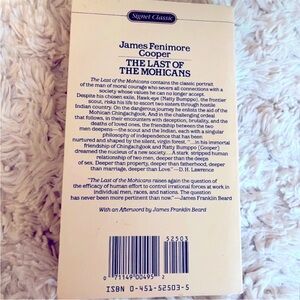 Signet Classic
James Fenimore
Cooper
THE LAST OF
THE MOHICANS
The Last of the Mohicans contains the classic portrait
of the man of moral courage who severs all connections with a
society whose values he can no longer accept.
Despite his chosen exile, Hawk-eye (Natty Bumppo), the frontier
scout, risks his life to escort two sisters through hostile
Indian country. On the dangerous journey he enlists the aid of the
Mohican Chingachgook. And in the challenging ordeal
that follows, in their encounters with deception, brutality, and the
deaths of loved ones, the friendship between the two
men deepens—the scout and the Indian, each with a singular
philosophy of independence that has been
nurtured and shaped by the silent, virgin forest. "...in his immortal
friendship of Chingachgook and Natty Bumppo [Cooper]
dreamed the nucleus of a new society.... A stark, stripped human
relationship of two men, deeper than the deeps
of sex. Deeper than property, deeper than fatherhood, deeper
than marriage, deeper than Love."—D. H. Lawrence
"The Last of the Mohicans raises again the question of
the efficacy of human effort to control irrational forces at work in
individual men, races, and nations. The question
has never been more pertinent than now."—James Franklin Beard
With an Afterword by James Franklin Beard
52503
0 71149 00495 2
ISBN 0-451-52503-5